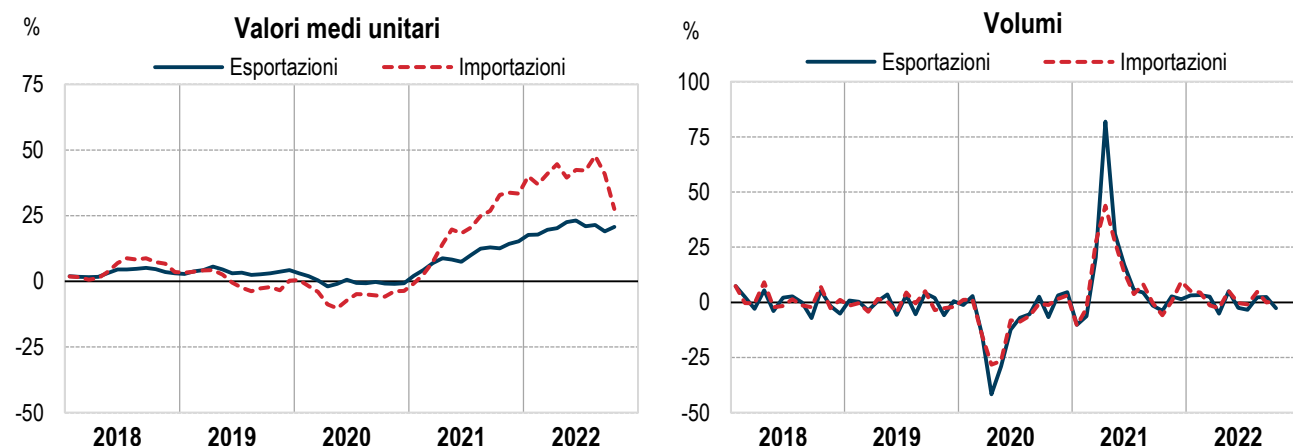 % Valori medi unitari
Esportazioni Importazioni
75
50
25
0
-25
-50
2018 2019 2020 2021 2022
% Volumi
Esportazioni Importazioni
100
75
50
25
0
-25
-50
2018 2019 2020 2021 2022